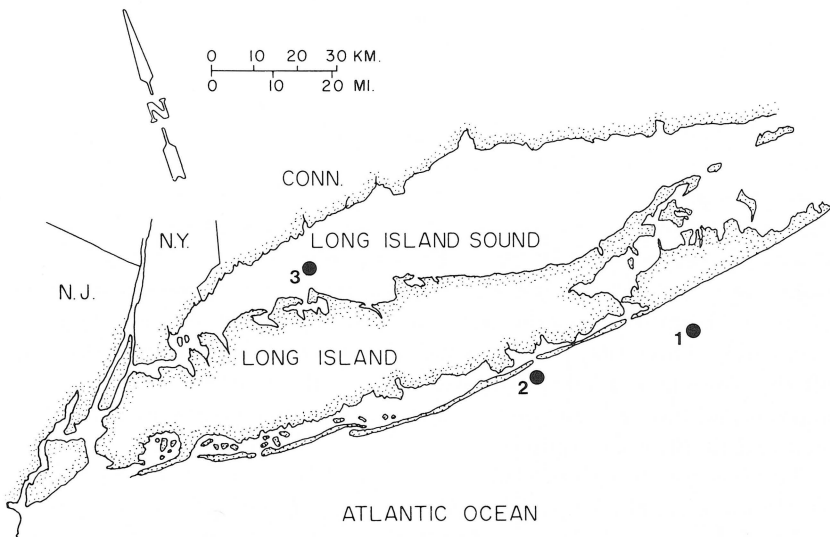 0 10 20 30 KM.
0 10 20 MI.
N
CONN.
N.Y.
LONG ISLAND SOUND
3
N.J.
1
LONG ISLAND
2
ATLANTIC OCEAN